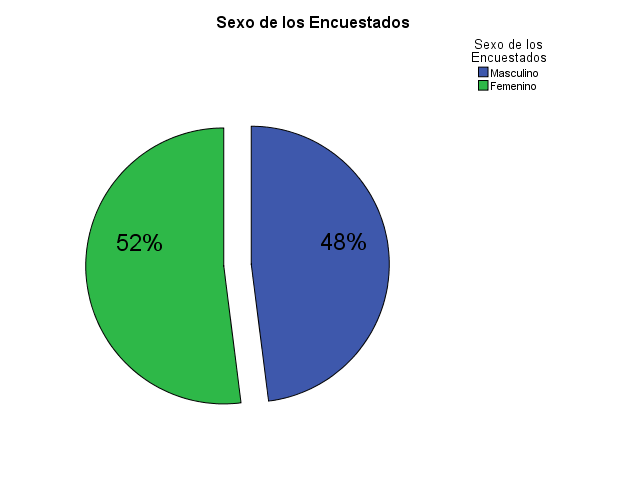 Sexo de los Encuestados
Sexo de los
Encuestados
Masculino
Femenino
52%
48%